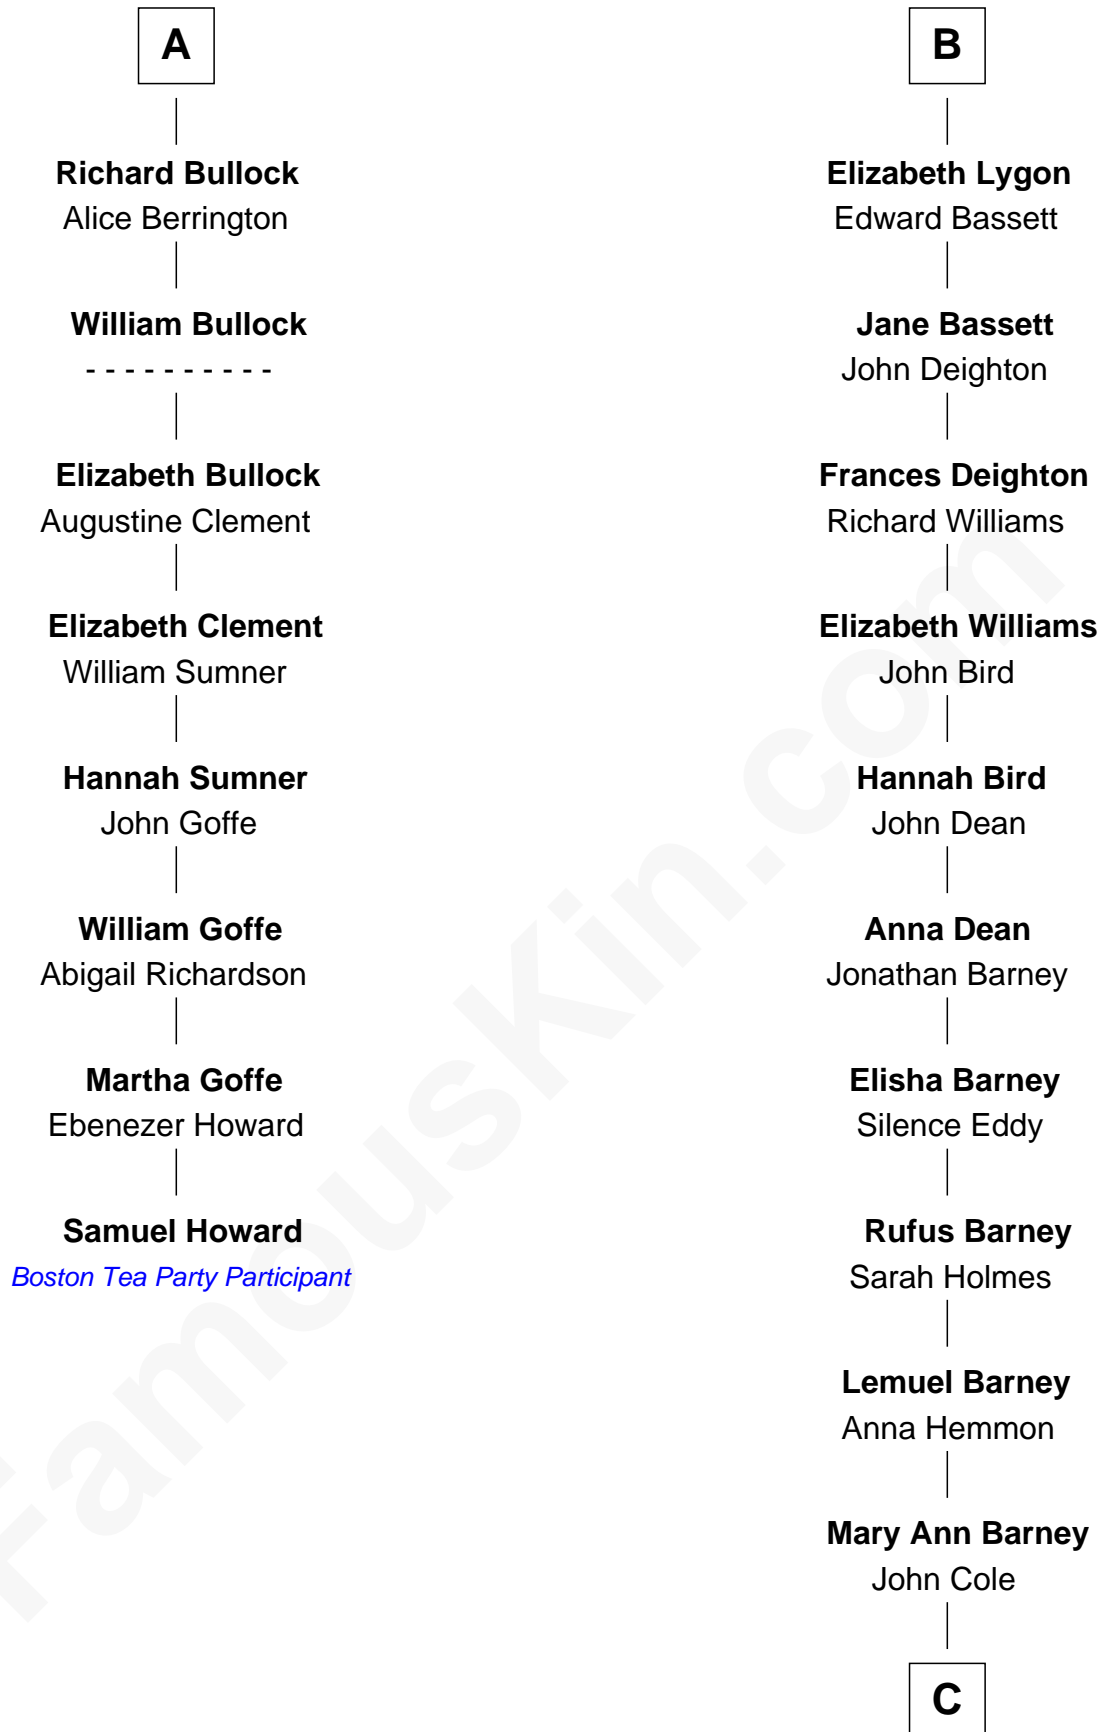 A
Richard Bullock
Alice Berrington
William Bullock
- - - - - - - - - -
Elizabeth Bullock
Augustine Clement
Elizabeth Clement
William Sumner
Hannah Sumner
John Goffe
William Goffe
Abigail Richardson
Martha Goffe
Ebenezer Howard
Samuel Howard
Boston Tea Party Participant
B
Elizabeth Lygon
Edward Bassett
Jane Bassett
John Deighton
Frances Deighton
Richard Williams
Elizabeth Williams
John Bird
Hannah Bird
John Dean
Anna Dean
Jonathan Barney
Elisha Barney
Silence Eddy
Rufus Barney
Sarah Holmes
Lemuel Barney
Anna Hemmon
Mary Ann Barney
John Cole
C
FamousKin.com